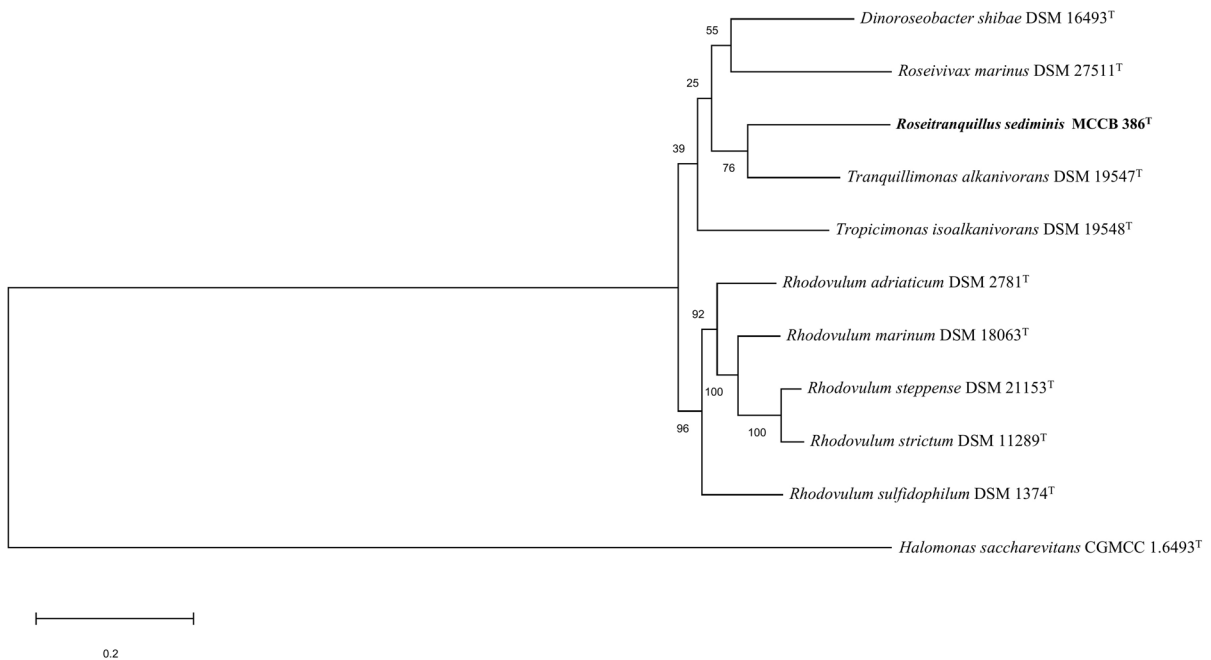 Dinoroseobacter shibae DSM 16493ᵀ
55
Roseivivax marinus DSM 27511ᵀ
25
Roseitranquillus sediminis MCCB 386ᵀ
39
76
Tranquillimonas alkanivorans DSM 19547ᵀ
Tropicimonas isoalkanivorans DSM 19548ᵀ
Rhodovulum adriaticum DSM 2781ᵀ
92
Rhodovulum marinum DSM 18063ᵀ
100
Rhodovulum steppense DSM 21153ᵀ
96
100
Rhodovulum strictum DSM 11289ᵀ
Rhodovulum sulfidophilum DSM 1374ᵀ
Halomonas saccharevitans CGMCC 1.6493ᵀ
0.2